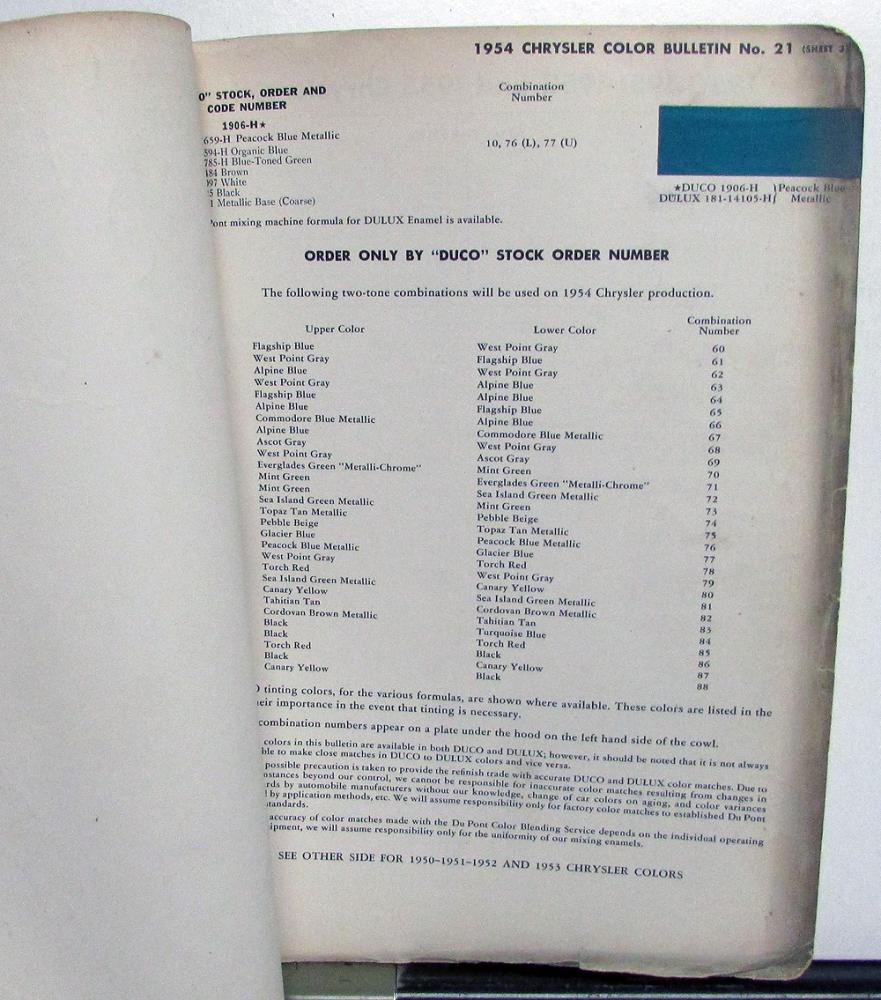 1954 CHRYSLER COLOR BULLETIN No. 21 (SHEET 3)
O" STOCK, ORDER AND
CODE NUMBER
Combination
Number
1906-H★
659-H Peacock Blue Metallic
594-H Organic Blue
785-H Blue-Toned Green
184 Brown
97 White
5 Black
1 Metallic Base (Coarse)
10, 76 (L), 77 (U)
★DUCO 1906-H } Peacock Blue
DULUX 181-14105-H } Metallic
Pont mixing machine formula for DULUX Enamel is available.
ORDER ONLY BY "DUCO" STOCK ORDER NUMBER
The following two-tone combinations will be used on 1954 Chrysler production.
Upper Color Lower Color Combination Number
Flagship Blue West Point Gray 60
West Point Gray Flagship Blue 61
Alpine Blue West Point Gray 62
West Point Gray Alpine Blue 63
Flagship Blue Alpine Blue 64
Alpine Blue Flagship Blue 65
Commodore Blue Metallic Alpine Blue 66
Alpine Blue Commodore Blue Metallic 67
Ascot Gray West Point Gray 68
West Point Gray Ascot Gray 69
Everglades Green "Metalli-Chrome" Mint Green 70
Mint Green Everglades Green "Metalli-Chrome" 71
Mint Green Sea Island Green Metallic 72
Sea Island Green Metallic Mint Green 73
Topaz Tan Metallic Pebble Beige 74
Pebble Beige Topaz Tan Metallic 75
Glacier Blue Peacock Blue Metallic 76
Peacock Blue Metallic Glacier Blue 77
West Point Gray Torch Red 78
Torch Red West Point Gray 79
Sea Island Green Metallic Canary Yellow 80
Canary Yellow Sea Island Green Metallic 81
Tahitian Tan Cordovan Brown Metallic 82
Cordovan Brown Metallic Tahitian Tan 83
Black Turquoise Blue 84
Black Torch Red 85
Torch Red Black 86
Black Canary Yellow 87
Canary Yellow Black 88
) tinting colors, for the various formulas, are shown where available. These colors are listed in the
eir importance in the event that tinting is necessary.
combination numbers appear on a plate under the hood on the left hand side of the cowl.
colors in this bulletin are available in both DUCO and DULUX; however, it should be noted that it is not always
ble to make close matches in DUCO to DULUX colors and vice versa.
possible precaution is taken to provide the refinish trade with accurate DUCO and DULUX color matches. Due to
nstances beyond our control, we cannot be responsible for inaccurate color matches resulting from changes in
rds by automobile manufacturers without our knowledge, change of car colors on aging, and color variances
l by application methods, etc. We will assume responsibility only for factory color matches to established Du Pont
standards.
accuracy of color matches made with the Du Pont Color Blending Service depends on the individual operating
ipment, we will assume responsibility only for the uniformity of our mixing enamels.
SEE OTHER SIDE FOR 1950-1951-1952 AND 1953 CHRYSLER COLORS